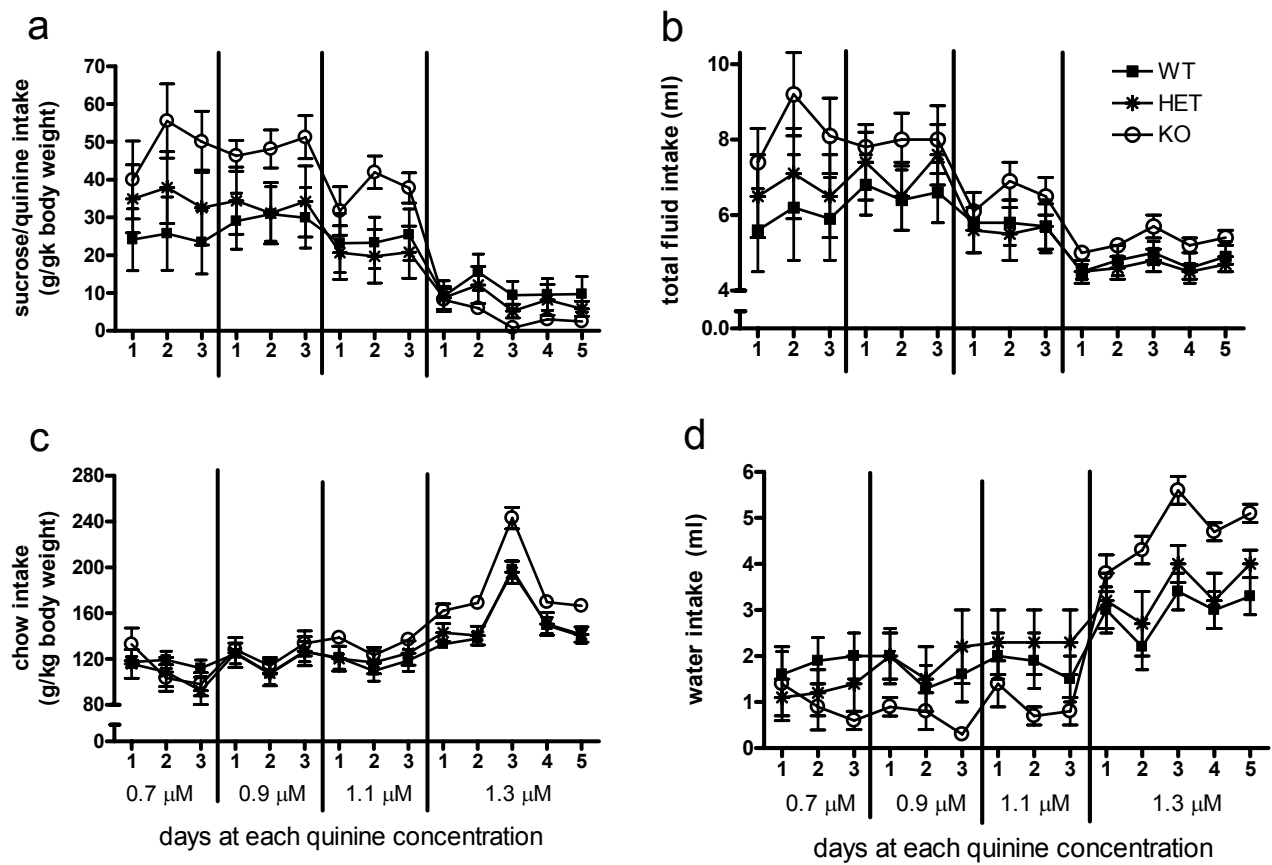 a
sucrose/quinine intake
(g/gk body weight)
70
60
50
40
30
20
10
0
1 2 3 1 2 3 1 2 3 1 2 3 4 5
b
total fluid intake (ml)
10
8
6
4
0.0
1 2 3 1 2 3 1 2 3 1 2 3 4 5
WT
HET
KO
c
chow intake
(g/kg body weight)
280
240
200
160
120
80
0
1 2 3 1 2 3 1 2 3 1 2 3 4 5
0.7 μM 0.9 μM 1.1 μM 1.3 μM
days at each quinine concentration
d
water intake (ml)
6
5
4
3
2
1
0
1 2 3 1 2 3 1 2 3 1 2 3 4 5
0.7 μM 0.9 μM 1.1 μM 1.3 μM
days at each quinine concentration